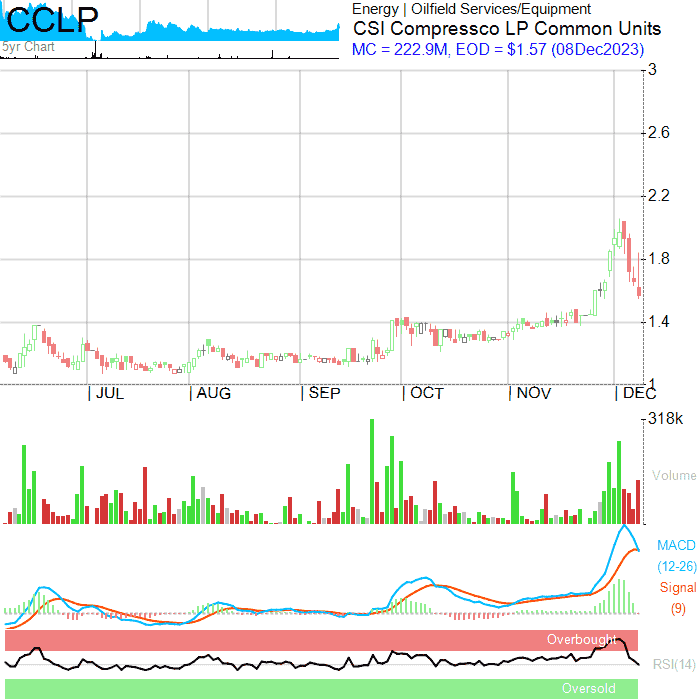 CCLP
5yr Chart
Energy | Oilfield Services/Equipment
CSI Compressco LP Common Units
MC = 222.9M, EOD = $1.57 (08Dec2023)
3
2.6
2.2
1.8
1.4
1
JUL
AUG
SEP
OCT
NOV
DEC
318k
Volume
MACD
(12-26)
Signal
(9)
Overbought
RSI(14)
Oversold